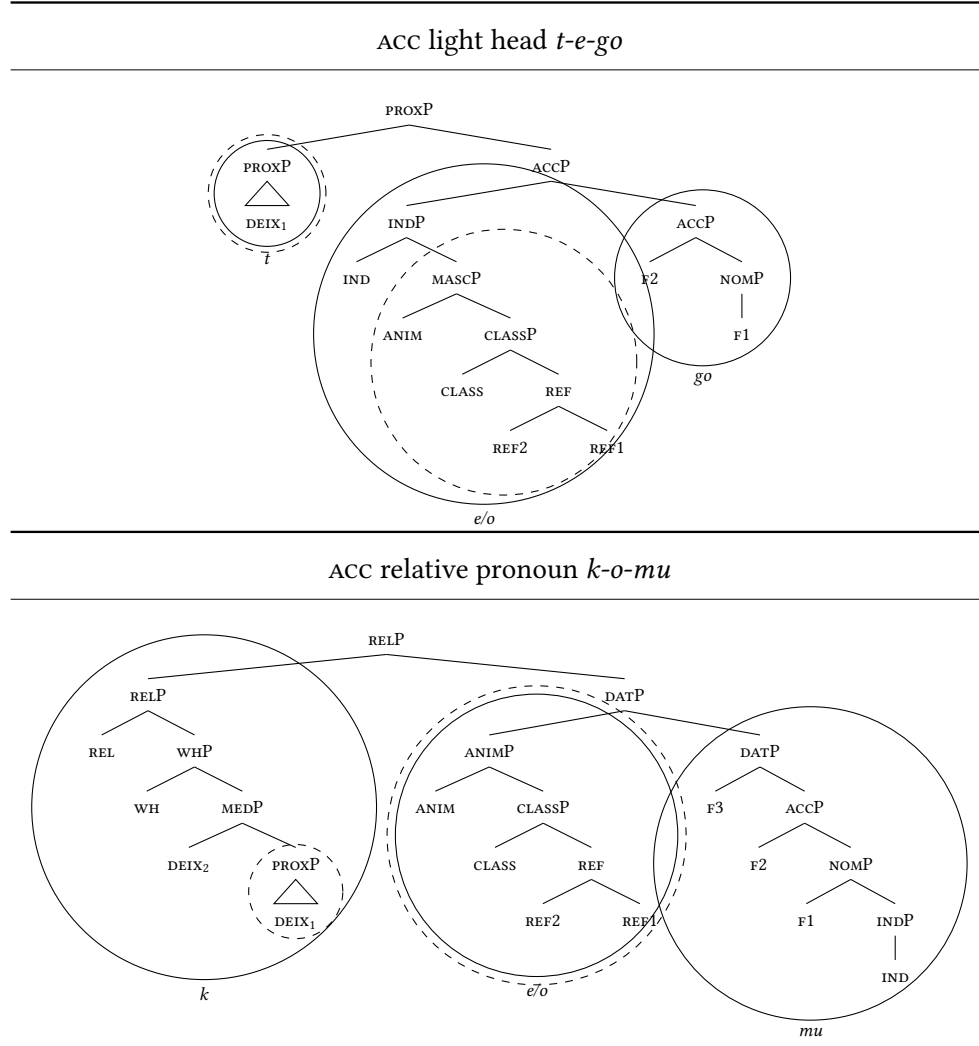 ACC light head t-e-go
PROXP
PROXP ACCP
DEIX₁ INDP ACCP
t
IND MASCP F2 NOMP
ANIM CLASSP F1
go
CLASS REF
REF2 REF1
e/o
ACC relative pronoun k-o-mu
RELP
RELP DATP
REL WHP ANIMP DATP
WH MEDP ANIM CLASSP F3 ACCP
DEIX₂ PROXP CLASS REF F2 NOMP
DEIX₁ REF2 REF1 F1 INDP
k e/o IND
mu